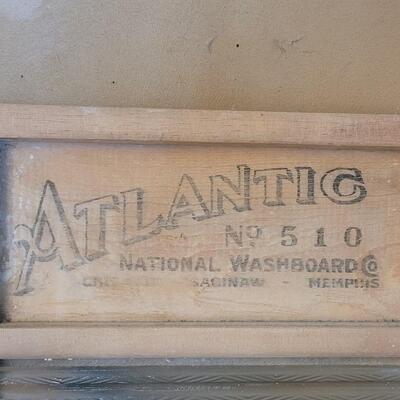 ATLANTIC
No 510
NATIONAL WASHBOARD Co
SAGINAW - MEMPHIS